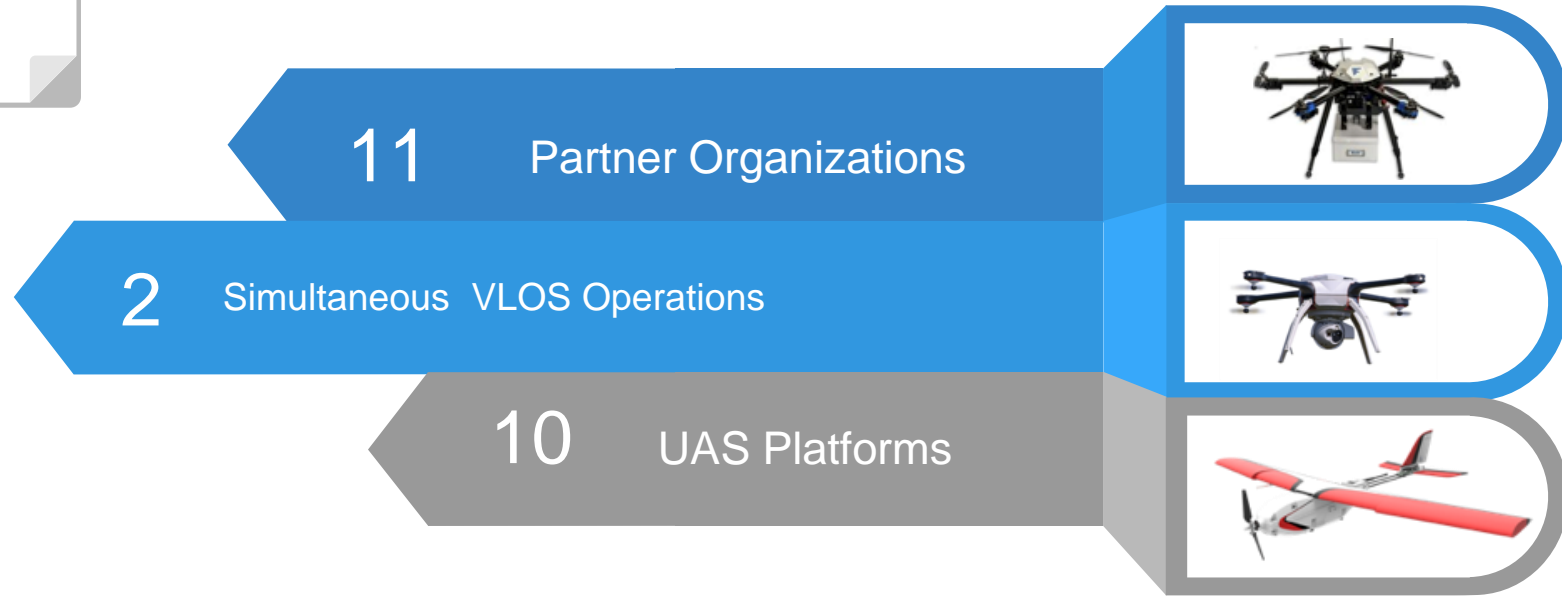 11 Partner Organizations
2 Simultaneous VLOS Operations
10 UAS Platforms